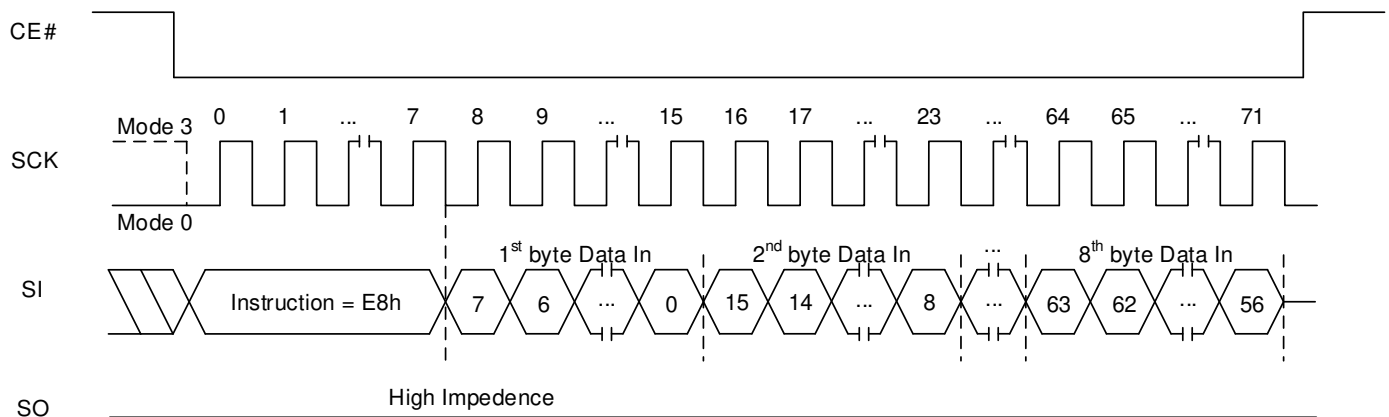 CE#
0 1 ... 7 8 9 ... 15 16 17 ... 23 ... 64 65 ... 71
Mode 3
SCK
Mode 0
1st byte Data In 2nd byte Data In ... 8th byte Data In
SI
Instruction = E8h 7 6 ... 0 15 14 ... 8 ... 63 62 ... 56
High Impedence
SO